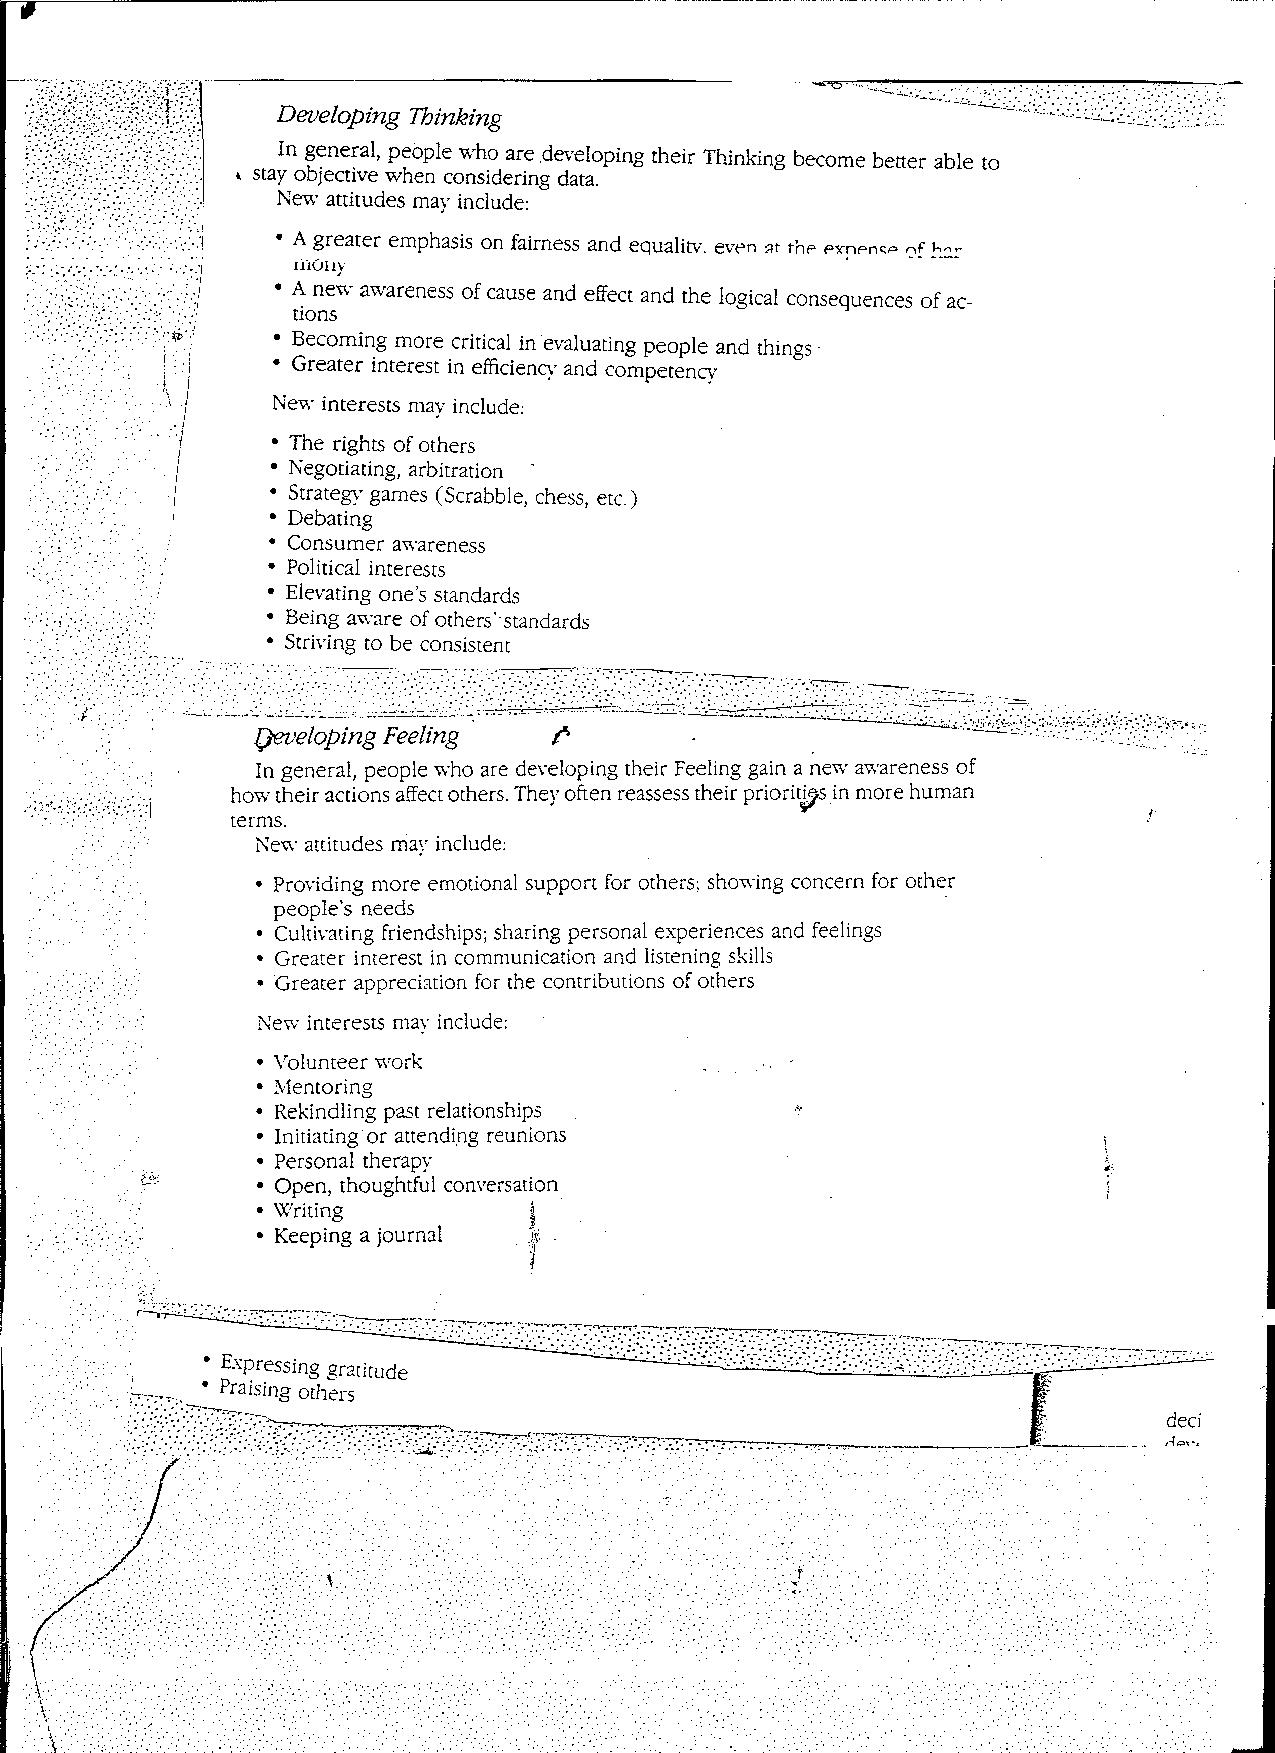 Developing Thinking
In general, people who are developing their Thinking become better able to
stay objective when considering data.
New attitudes may include:
• A greater emphasis on fairness and equality, even at the expense of har-
mony
• A new awareness of cause and effect and the logical consequences of ac-
tions
• Becoming more critical in evaluating people and things
• Greater interest in efficiency and competency
New interests may include:
• The rights of others
• Negotiating, arbitration
• Strategy games (Scrabble, chess, etc.)
• Debating
• Consumer awareness
• Political interests
• Elevating one's standards
• Being aware of others' standards
• Striving to be consistent
Developing Feeling
In general, people who are developing their Feeling gain a new awareness of
how their actions affect others. They often reassess their priorities in more human
terms.
New attitudes may include:
• Providing more emotional support for others; showing concern for other
people's needs
• Cultivating friendships; sharing personal experiences and feelings
• Greater interest in communication and listening skills
• Greater appreciation for the contributions of others
New interests may include:
• Volunteer work
• Mentoring
• Rekindling past relationships
• Initiating or attending reunions
• Personal therapy
• Open, thoughtful conversation
• Writing
• Keeping a journal
• Expressing gratitude
• Praising others
deci